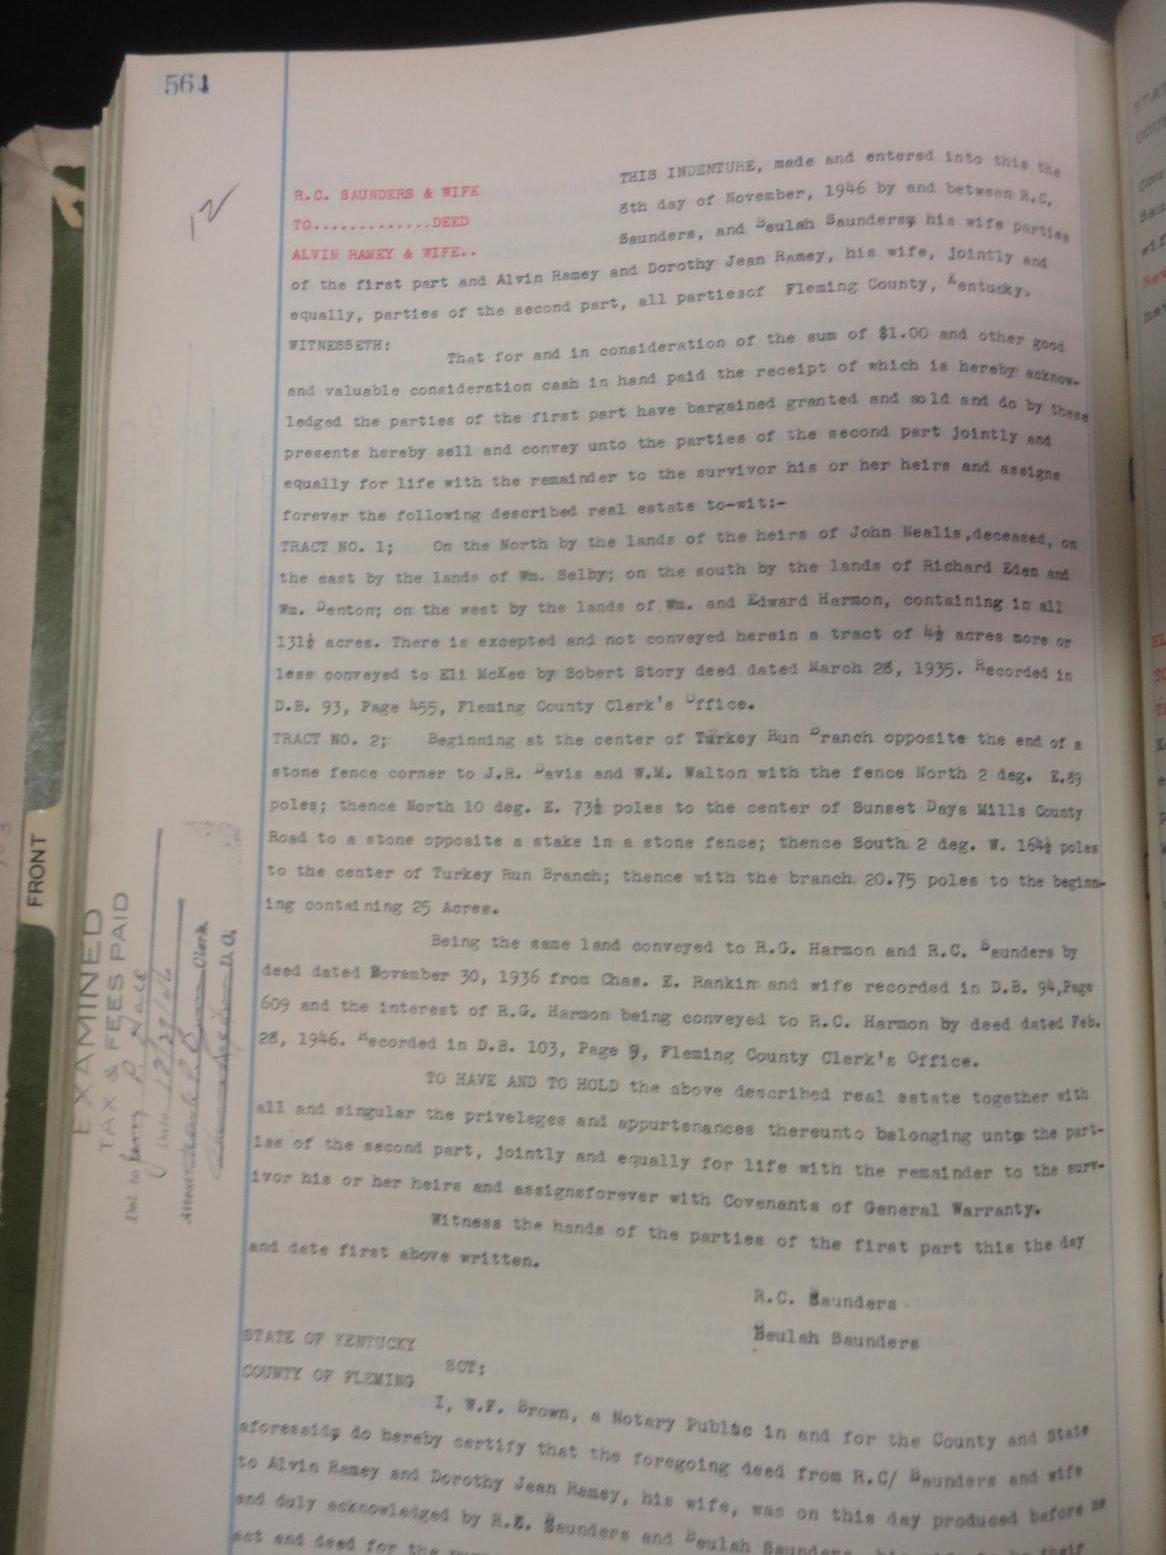 564
R.C. SAUNDERS & WIFE
TO.............DEED
ALVIN RAMEY & WIFE..
THIS INDENTURE, made and entered into this the
8th day of November, 1946 by and between R.C.
Saunders, and Beulah Saunders, his wife parties
of the first part and Alvin Ramey and Dorothy Jean Ramey, his wife, jointly and
equally, parties of the second part, all partiesof Fleming County, Kentucky.
WITNESSETH:
That for and in consideration of the sum of $1.00 and other good
and valuable consideration cash in hand paid the receipt of which is hereby acknow-
ledged the parties of the first part have bargained granted and sold and do by these
presents hereby sell and convey unto the parties of the second part jointly and
equally for life with the remainder to the survivor his or her heirs and assigns
forever the following described real estate to-wit:-
TRACT NO. 1; On the North by the lands of the heirs of John Nealis,deceased, on
the east by the lands of Wm. Selby; on the south by the lands of Richard Eden and
Wm. Denton; on the west by the lands of Wm. and Edward Harmon, containing in all
131½ acres. There is excepted and not conveyed herein a tract of 4½ acres more or
less conveyed to Eli McKee by Sobert Story deed dated March 28, 1935. Recorded in
D.B. 93, Page 455, Fleming County Clerk's Office.
TRACT NO. 2; Beginning at the center of Turkey Run Branch opposite the end of a
stone fence corner to J.R. Davis and W.M. Walton with the fence North 2 deg. E.89
poles; thence North 10 deg. E. 73½ poles to the center of Sunset Days Mills County
Road to a stone opposite a stake in a stone fence; thence South 2 deg. W. 164½ poles
to the center of Turkey Run Branch; thence with the branch 20.75 poles to the beginn-
ing containing 25 Acres.
Being the same land conveyed to R.G. Harmon and R.C. Saunders by
deed dated November 30, 1936 from Chas. E. Rankin and wife recorded in D.B. 94,Page
609 and the interest of R.G. Harmon being conveyed to R.C. Harmon by deed dated Feb.
28, 1946. Recorded in D.B. 103, Page 9, Fleming County Clerk's Office.
TO HAVE AND TO HOLD the above described real estate together with
all and singular the priveleges and appurtenances thereunto belonging unto the part-
ies of the second part, jointly and equally for life with the remainder to the surv-
ivor his or her heirs and assignsforever with Covenants of General Warranty.
Witness the hands of the parties of the first part this the day
and date first above written.
R.C. Saunders
Beulah Saunders
STATE OF KENTUCKY
SCT;
COUNTY OF FLEMING
I, W.F. Brown, a Notary Public in and for the County and State
aforesaid, do hereby certify that the foregoing deed from R.C/ Saunders and wife
to Alvin Ramey and Dorothy Jean Ramey, his wife, was on this day produced before me
and duly acknowledged by R.E. Saunders and Beulah Saunders, his wife to be their
act and deed for the
FRONT
EXAMINED
TAX & FEES PAID
Del. to
Attest
Clerk
D.C.